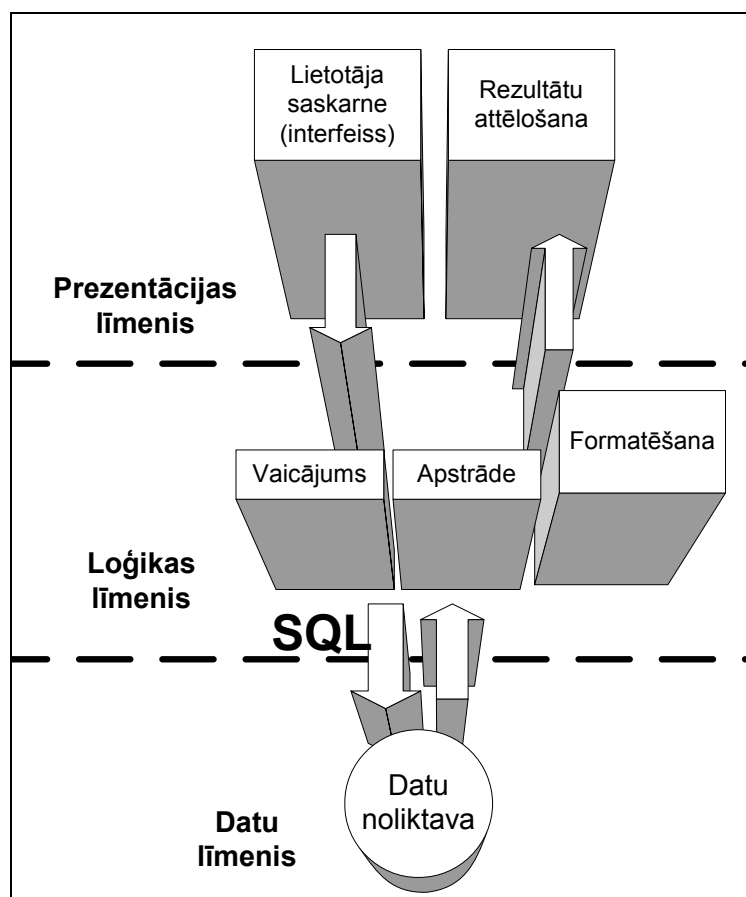 Lietotāja
saskarne
(interfeiss)
Rezultātu
attēlošana
Prezentācijas
līmenis
Formatēšana
Vaicājums
Apstrāde
Loģikas
līmenis
SQL
Datu
noliktava
Datu
līmenis